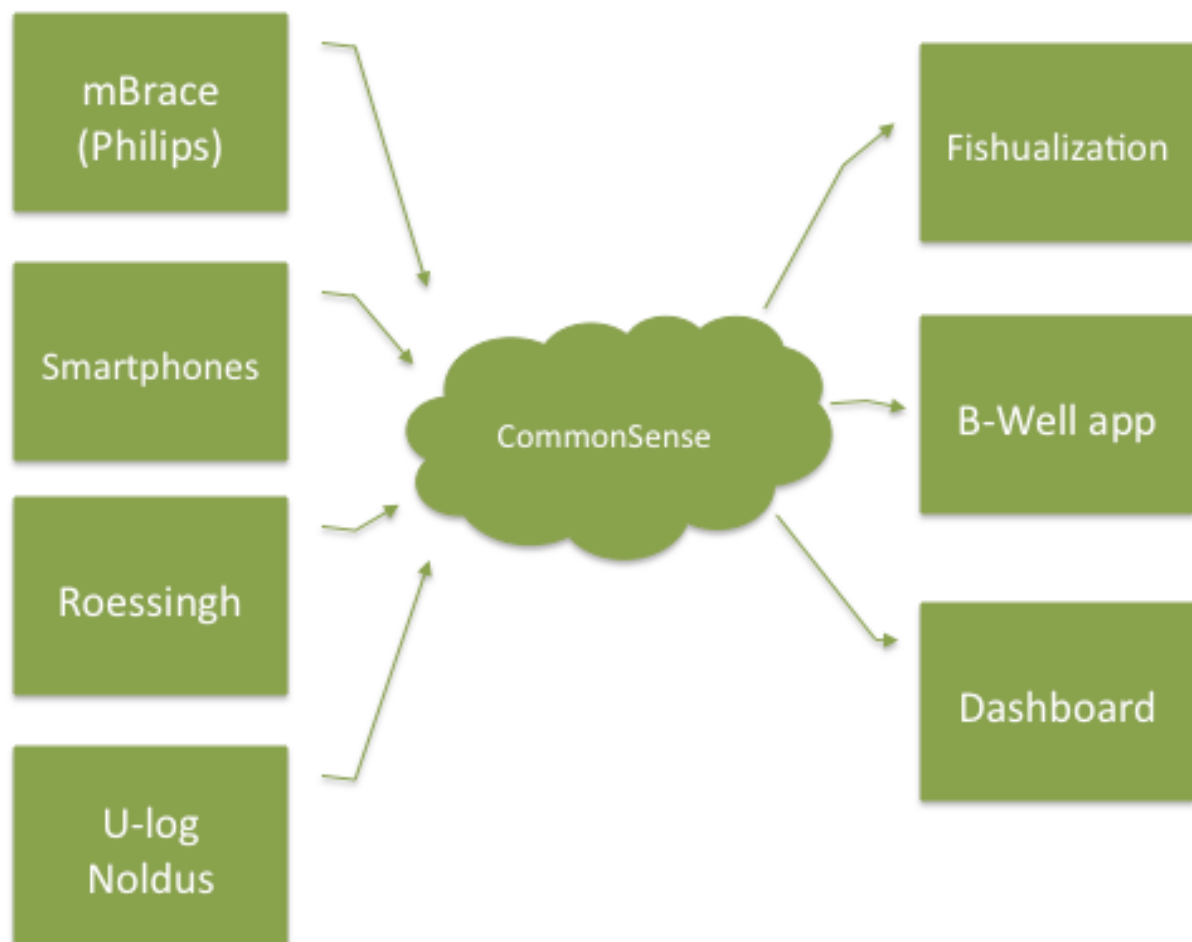 mBrace
(Philips)
Smartphones
Roessingh
U-log
Noldus
CommonSense
Fishualization
B-Well app
Dashboard